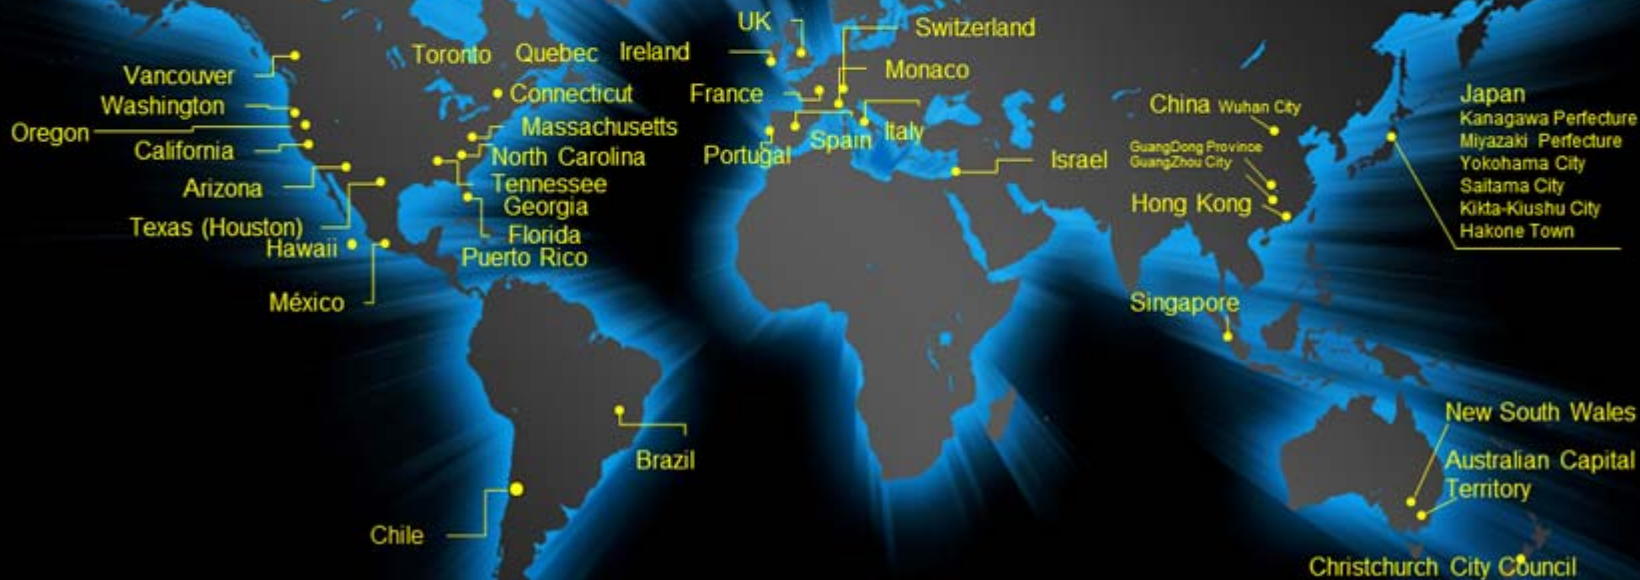 UK
Switzerland
Toronto Quebec Ireland
Vancouver
Monaco
Washington
France
Connecticut
Oregon
California
Massachusetts
North Carolina
Portugal
Spain
Italy
Israel
Arizona
Tennessee
Georgia
Texas (Houston)
Florida
Hawaii
Puerto Rico
México
China Wuhan City
GuangDong Province
GuangZhou City
Hong Kong
Japan
Kanagawa Perfecture
Miyazaki Perfecture
Yokohama City
Saitama City
Kikta-Kiushu City
Hakone Town
Singapore
Brazil
Chile
New South Wales
Australian Capital
Territory
Christchurch City Council